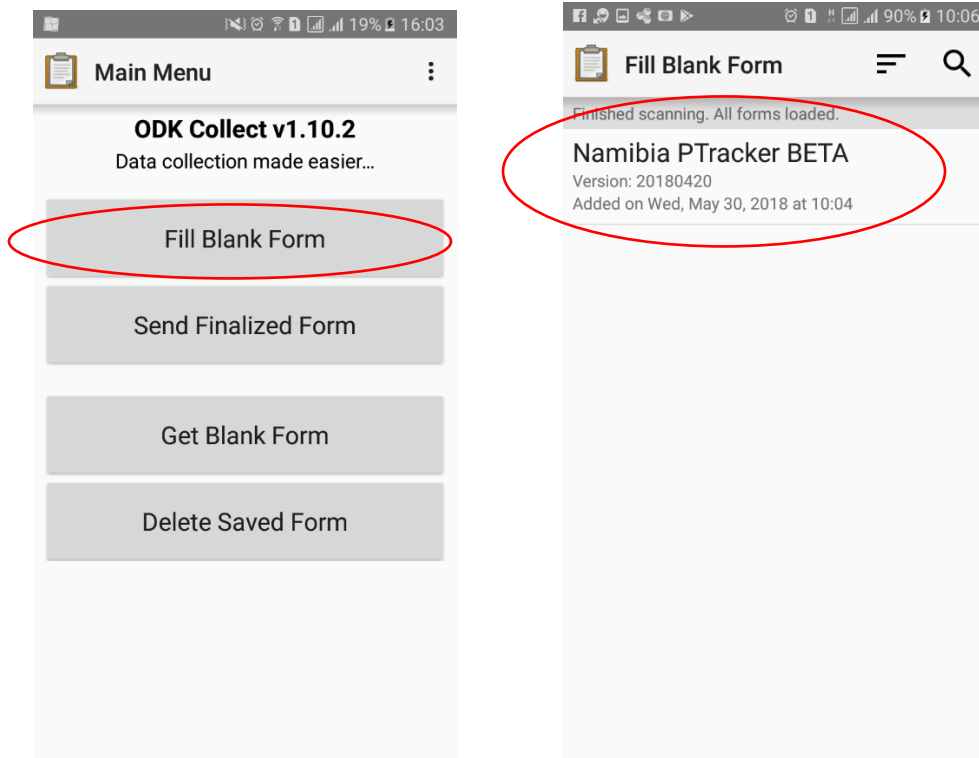 19% 16:03
Main Menu
ODK Collect v1.10.2
Data collection made easier...
Fill Blank Form
Send Finalized Form
Get Blank Form
Delete Saved Form
90% 10:06
Fill Blank Form
Finished scanning. All forms loaded.
Namibia PTracker BETA
Version: 20180420
Added on Wed, May 30, 2018 at 10:04